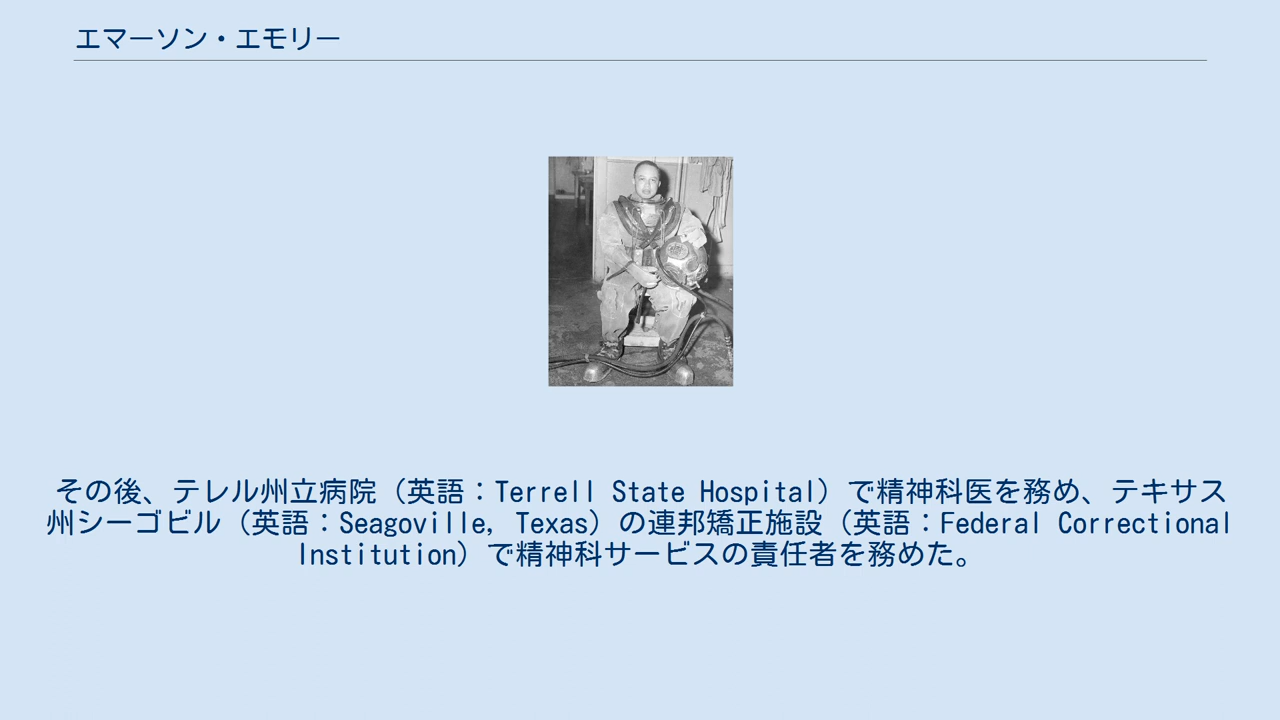 エマーソン・エモリー
その後、テレル州立病院（英語：Terrell State Hospital）で精神科医を務め、テキサス
州シーゴビル（英語：Seagoville, Texas）の連邦矯正施設（英語：Federal Correctional
Institution）で精神科サービスの責任者を務めた。